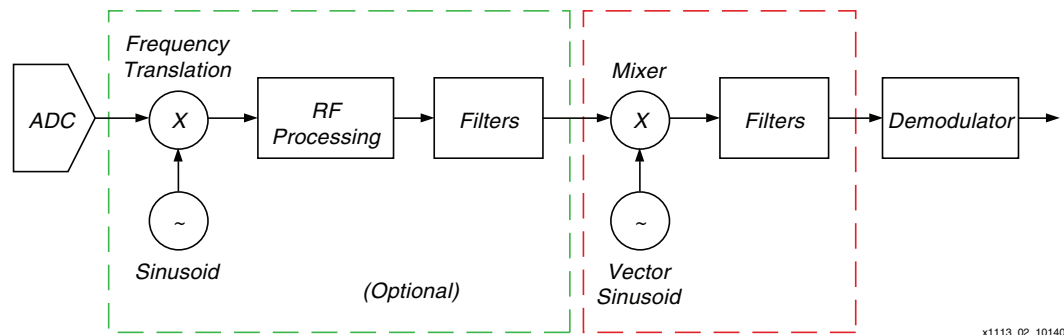 Frequency
Translation
Mixer
ADC
X
RF
Processing
Filters
X
Filters
Demodulator
~
~
Sinusoid
Vector
Sinusoid
(Optional)
x1113_02_10140